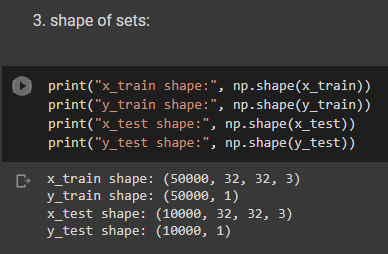 3. shape of sets:
print("x_train shape:", np.shape(x_train))
print("y_train shape:", np.shape(y_train))
print("x_test shape:", np.shape(x_test))
print("y_test shape:", np.shape(y_test))
x_train shape: (50000, 32, 32, 3)
y_train shape: (50000, 1)
x_test shape: (10000, 32, 32, 3)
y_test shape: (10000, 1)